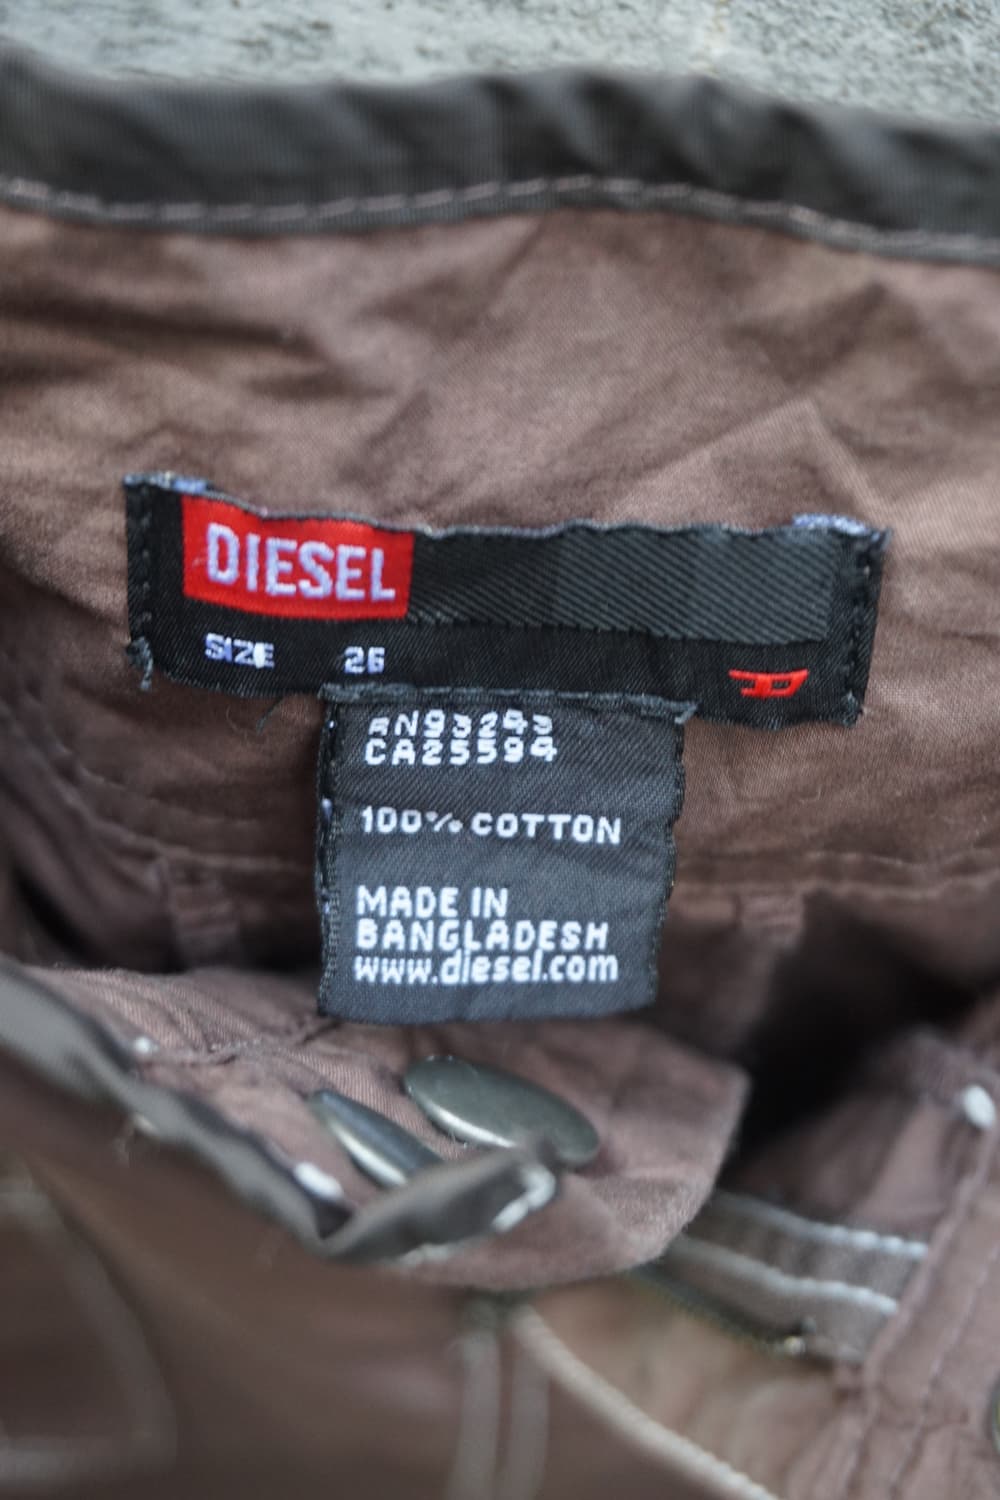 DIESEL
SIZE 26
D
RN93243
CA25594
100% COTTON
MADE IN
BANGLADESH
www.diesel.com